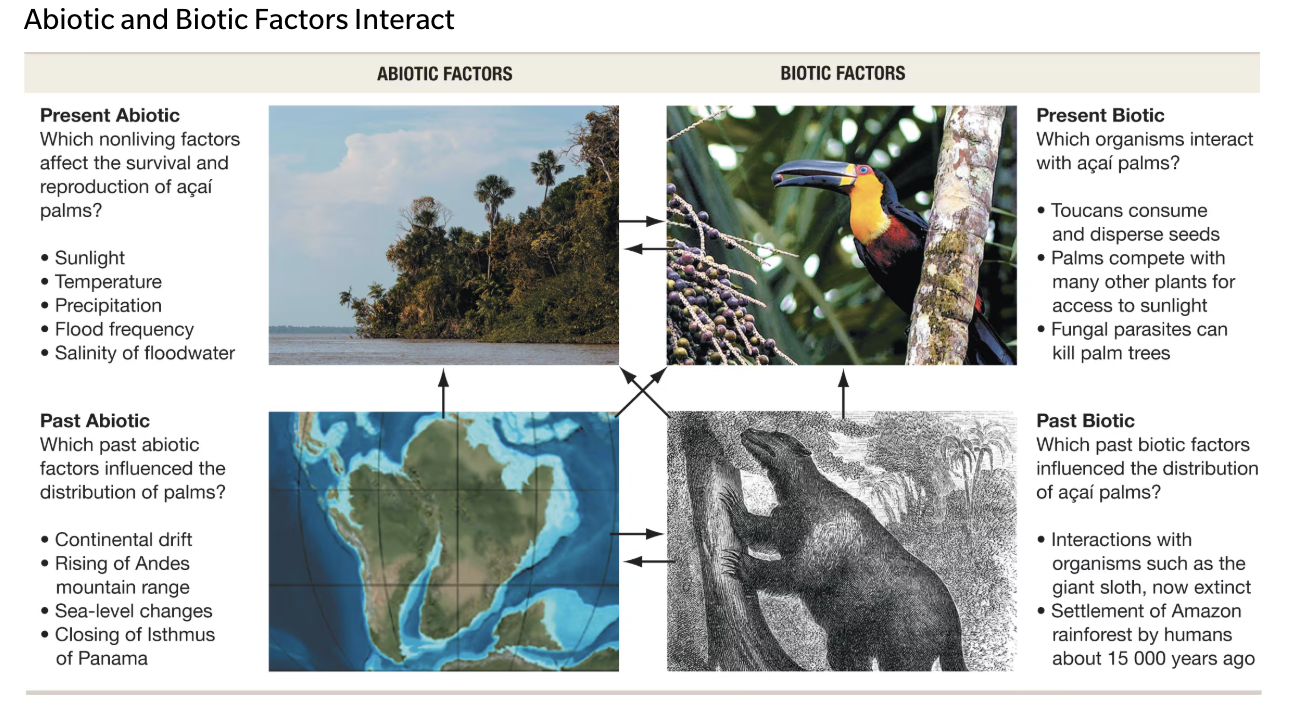 Abiotic and Biotic Factors Interact
ABIOTIC FACTORS
BIOTIC FACTORS
Present Abiotic
Which nonliving factors
affect the survival and
reproduction of açaí
palms?
• Sunlight
• Temperature
• Precipitation
• Flood frequency
• Salinity of floodwater
Present Biotic
Which organisms interact
with açaí palms?
• Toucans consume
and disperse seeds
• Palms compete with
many other plants for
access to sunlight
• Fungal parasites can
kill palm trees
Past Abiotic
Which past abiotic
factors influenced the
distribution of palms?
• Continental drift
• Rising of Andes
mountain range
• Sea-level changes
• Closing of Isthmus
of Panama
Past Biotic
Which past biotic factors
influenced the distribution
of açaí palms?
• Interactions with
organisms such as the
giant sloth, now extinct
• Settlement of Amazon
rainforest by humans
about 15 000 years ago